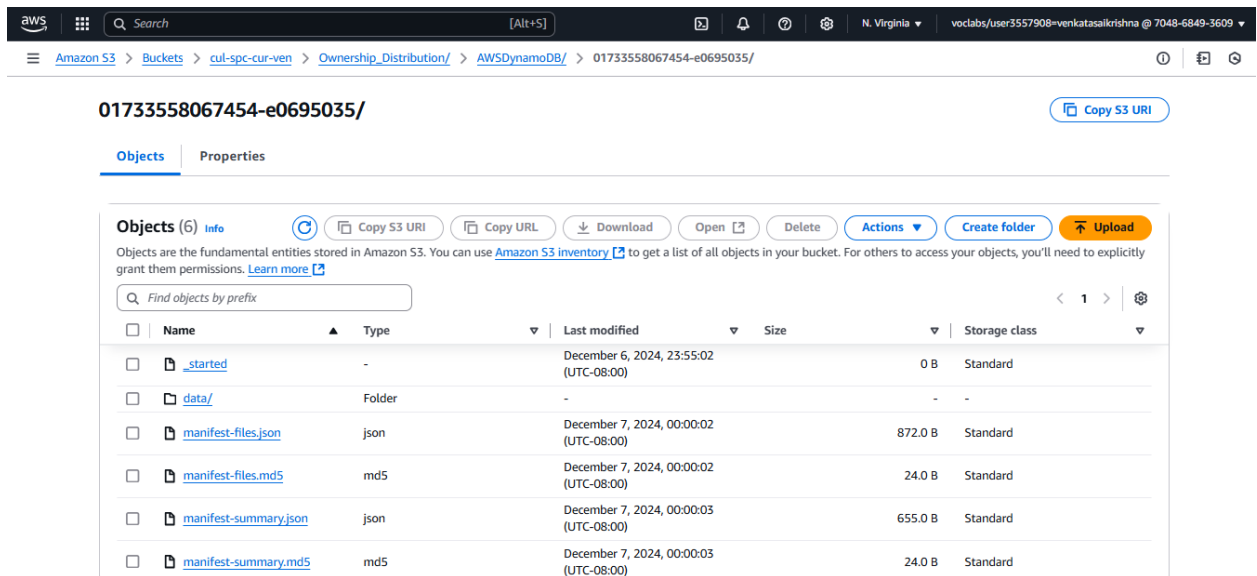 aws Search [Alt+S] N. Virginia ▼ voclabs/user3557908=venkatasaikrishna @ 7048-6849-3609 ▼
Amazon S3 > Buckets > cul-spc-cur-ven > Ownership_Distribution/ > AWSDynamoDB/ > 01733558067454-e0695035/
01733558067454-e0695035/
Copy S3 URI
Objects Properties
Objects (6) Info Copy S3 URI Copy URL Download Open Delete Actions ▼ Create folder Upload
Objects are the fundamental entities stored in Amazon S3. You can use Amazon S3 inventory to get a list of all objects in your bucket. For others to access your objects, you'll need to explicitly
grant them permissions. Learn more
Find objects by prefix < 1 >
Name ▲ Type ▽ Last modified ▽ Size ▽ Storage class ▽
_started - December 6, 2024, 23:55:02 (UTC-08:00) 0 B Standard
data/ Folder - - -
manifest-files.json json December 7, 2024, 00:00:02 (UTC-08:00) 872.0 B Standard
manifest-files.md5 md5 December 7, 2024, 00:00:02 (UTC-08:00) 24.0 B Standard
manifest-summary.json json December 7, 2024, 00:00:03 (UTC-08:00) 655.0 B Standard
manifest-summary.md5 md5 December 7, 2024, 00:00:03 (UTC-08:00) 24.0 B Standard